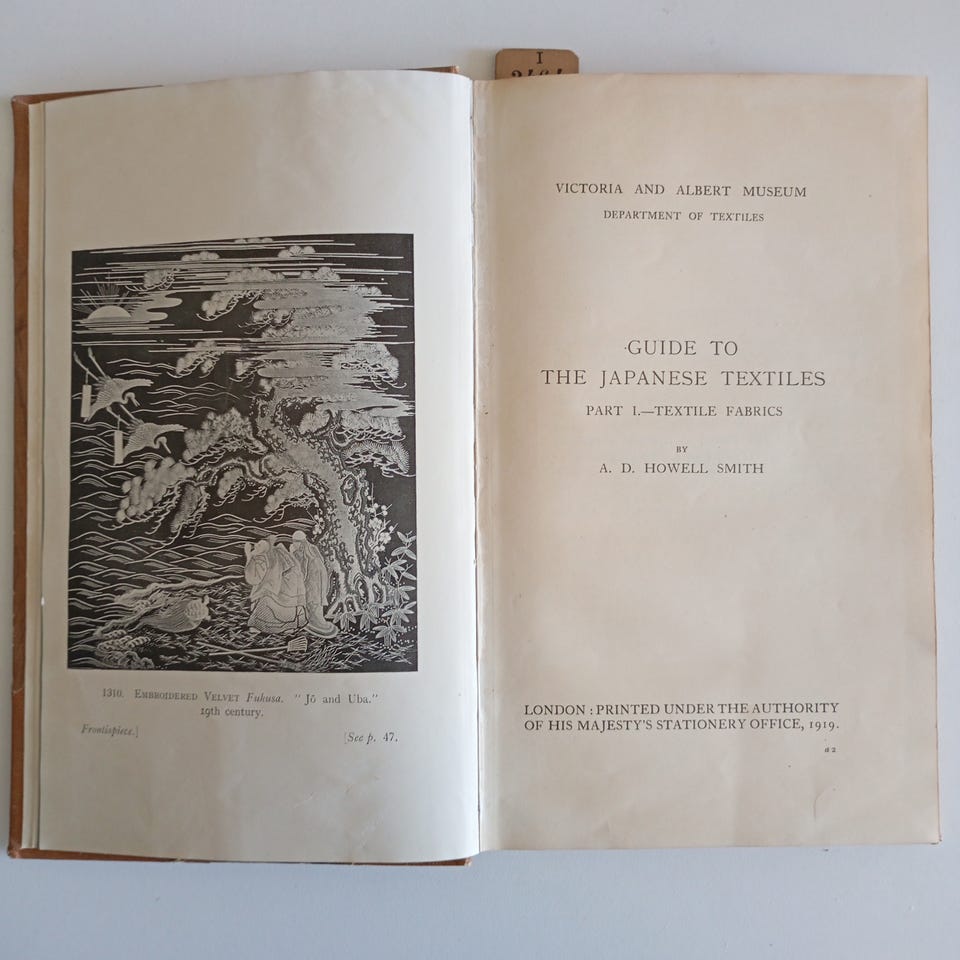 1310. Embroidered Velvet Fukusa. "Jō and Uba."
19th century.
Frontispiece.]
[See p. 47.
I
VICTORIA AND ALBERT MUSEUM
DEPARTMENT OF TEXTILES
GUIDE TO
THE JAPANESE TEXTILES
PART I.—TEXTILE FABRICS
BY
A. D. HOWELL SMITH
LONDON : PRINTED UNDER THE AUTHORITY
OF HIS MAJESTY'S STATIONERY OFFICE, 1919.
a 2